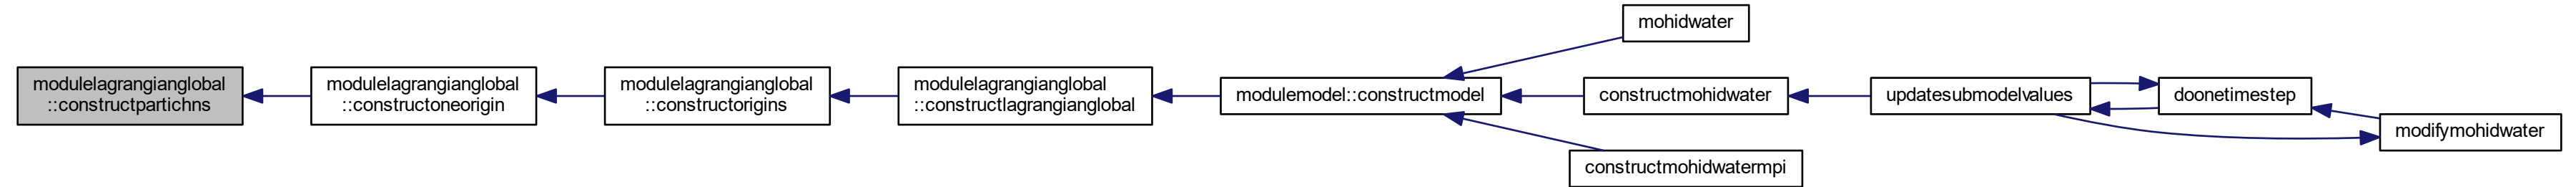 modulelagrangianglobal
::constructpartichns
modulelagrangianglobal
::constructoneorigin
modulelagrangianglobal
::constructorigins
modulelagrangianglobal
::constructlagrangianglobal
modulemodel::constructmodel
mohidwater
constructmohidwater
constructmohidwatermpi
updatesubmodelvalues
doonetimestep
modifymohidwater